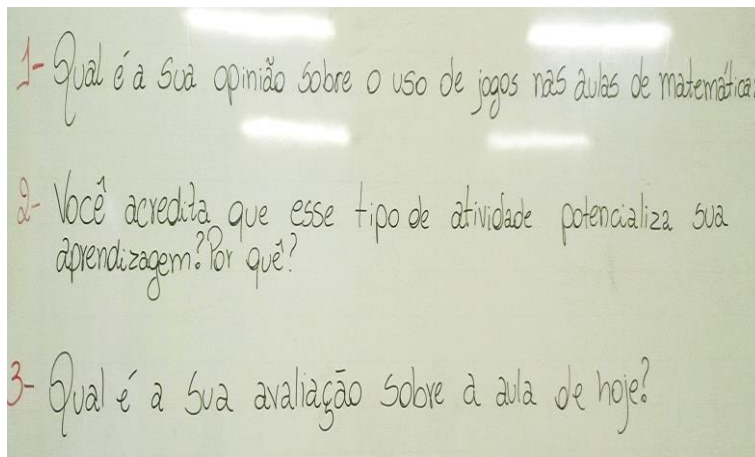 1- Qual é a sua opinião sobre o uso de jogos nas aulas de matemática?
2- Você acredita que esse tipo de atividade potencializa sua
aprendizagem? Por quê?
3- Qual é a sua avaliação sobre a aula de hoje?